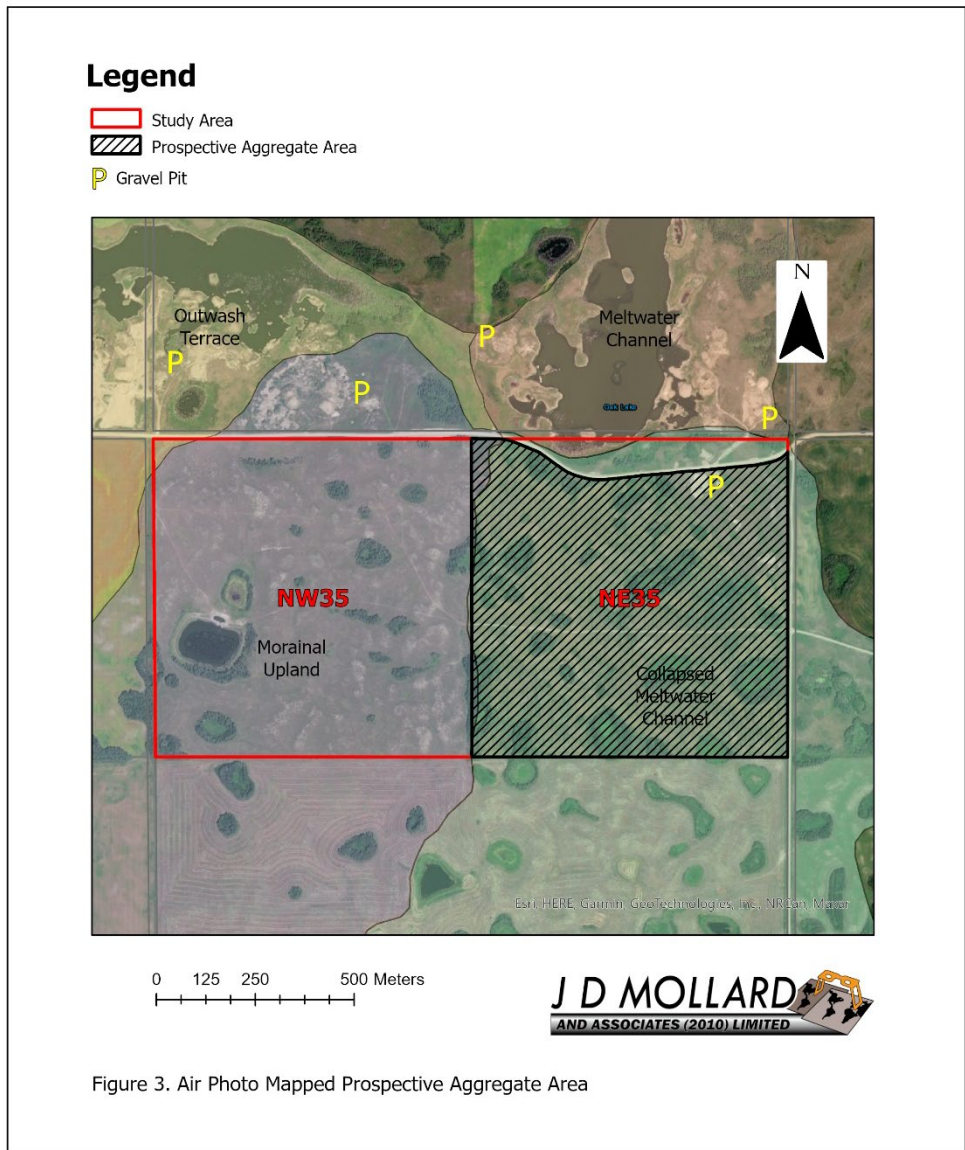 Legend
Study Area
Prospective Aggregate Area
P Gravel Pit
N
Outwash
Terrace
Meltwater
Channel
P
P
P
P
Oak Lake
P
NW35
NE35
Morainal
Upland
Collapsed
Meltwater
Channel
Esri, HERE, Garmin, GeoTechnologies, Inc., NRCan, Maxar
0 125 250 500 Meters
J D MOLLARD
AND ASSOCIATES (2010) LIMITED
Figure 3. Air Photo Mapped Prospective Aggregate Area